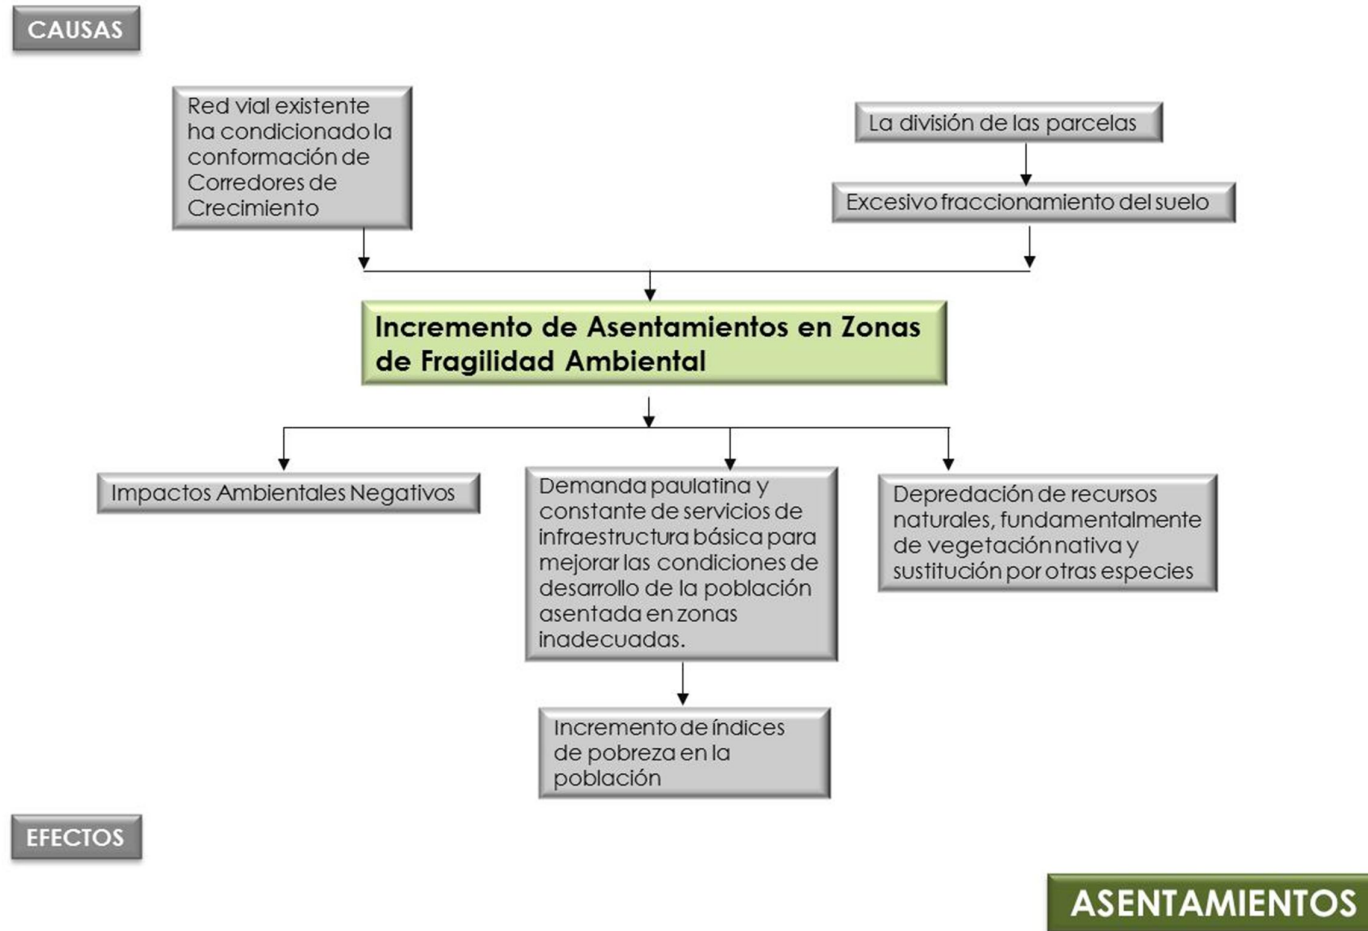 CAUSAS
Red vial existente
ha condicionado la
conformación de
Corredores de
Crecimiento
La división de las parcelas
Excesivo fraccionamiento del suelo
Incremento de Asentamientos en Zonas
de Fragilidad Ambiental
Impactos Ambientales Negativos
Demanda paulatina y
constante de servicios de
infraestructura básica para
mejorar las condiciones de
desarrollo de la población
asentada en zonas
inadecuadas.
Depredación de recursos
naturales, fundamentalmente
de vegetación nativa y
sustitución por otras especies
Incremento de índices
de pobreza en la
población
EFECTOS
ASENTAMIENTOS